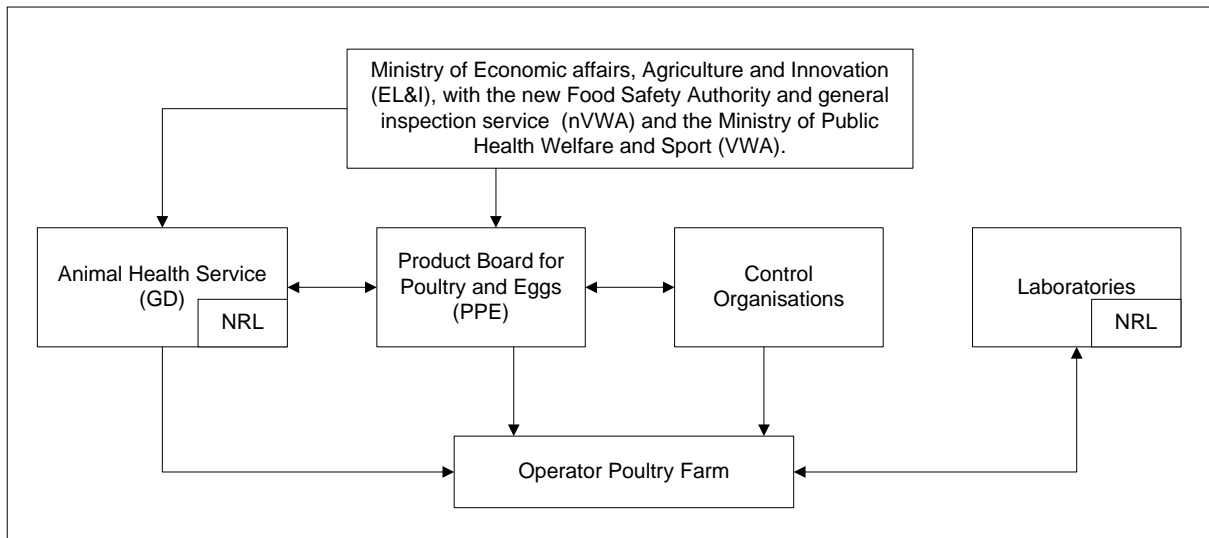 Ministry of Economic affairs, Agriculture and Innovation
(EL&I), with the new Food Safety Authority and general
inspection service  (nVWA) and the Ministry of Public
Health Welfare and Sport (VWA).
Animal Health Service
(GD)
NRL
Product Board for
Poultry and Eggs
(PPE)
Control
Organisations
Laboratories
NRL
Operator Poultry Farm